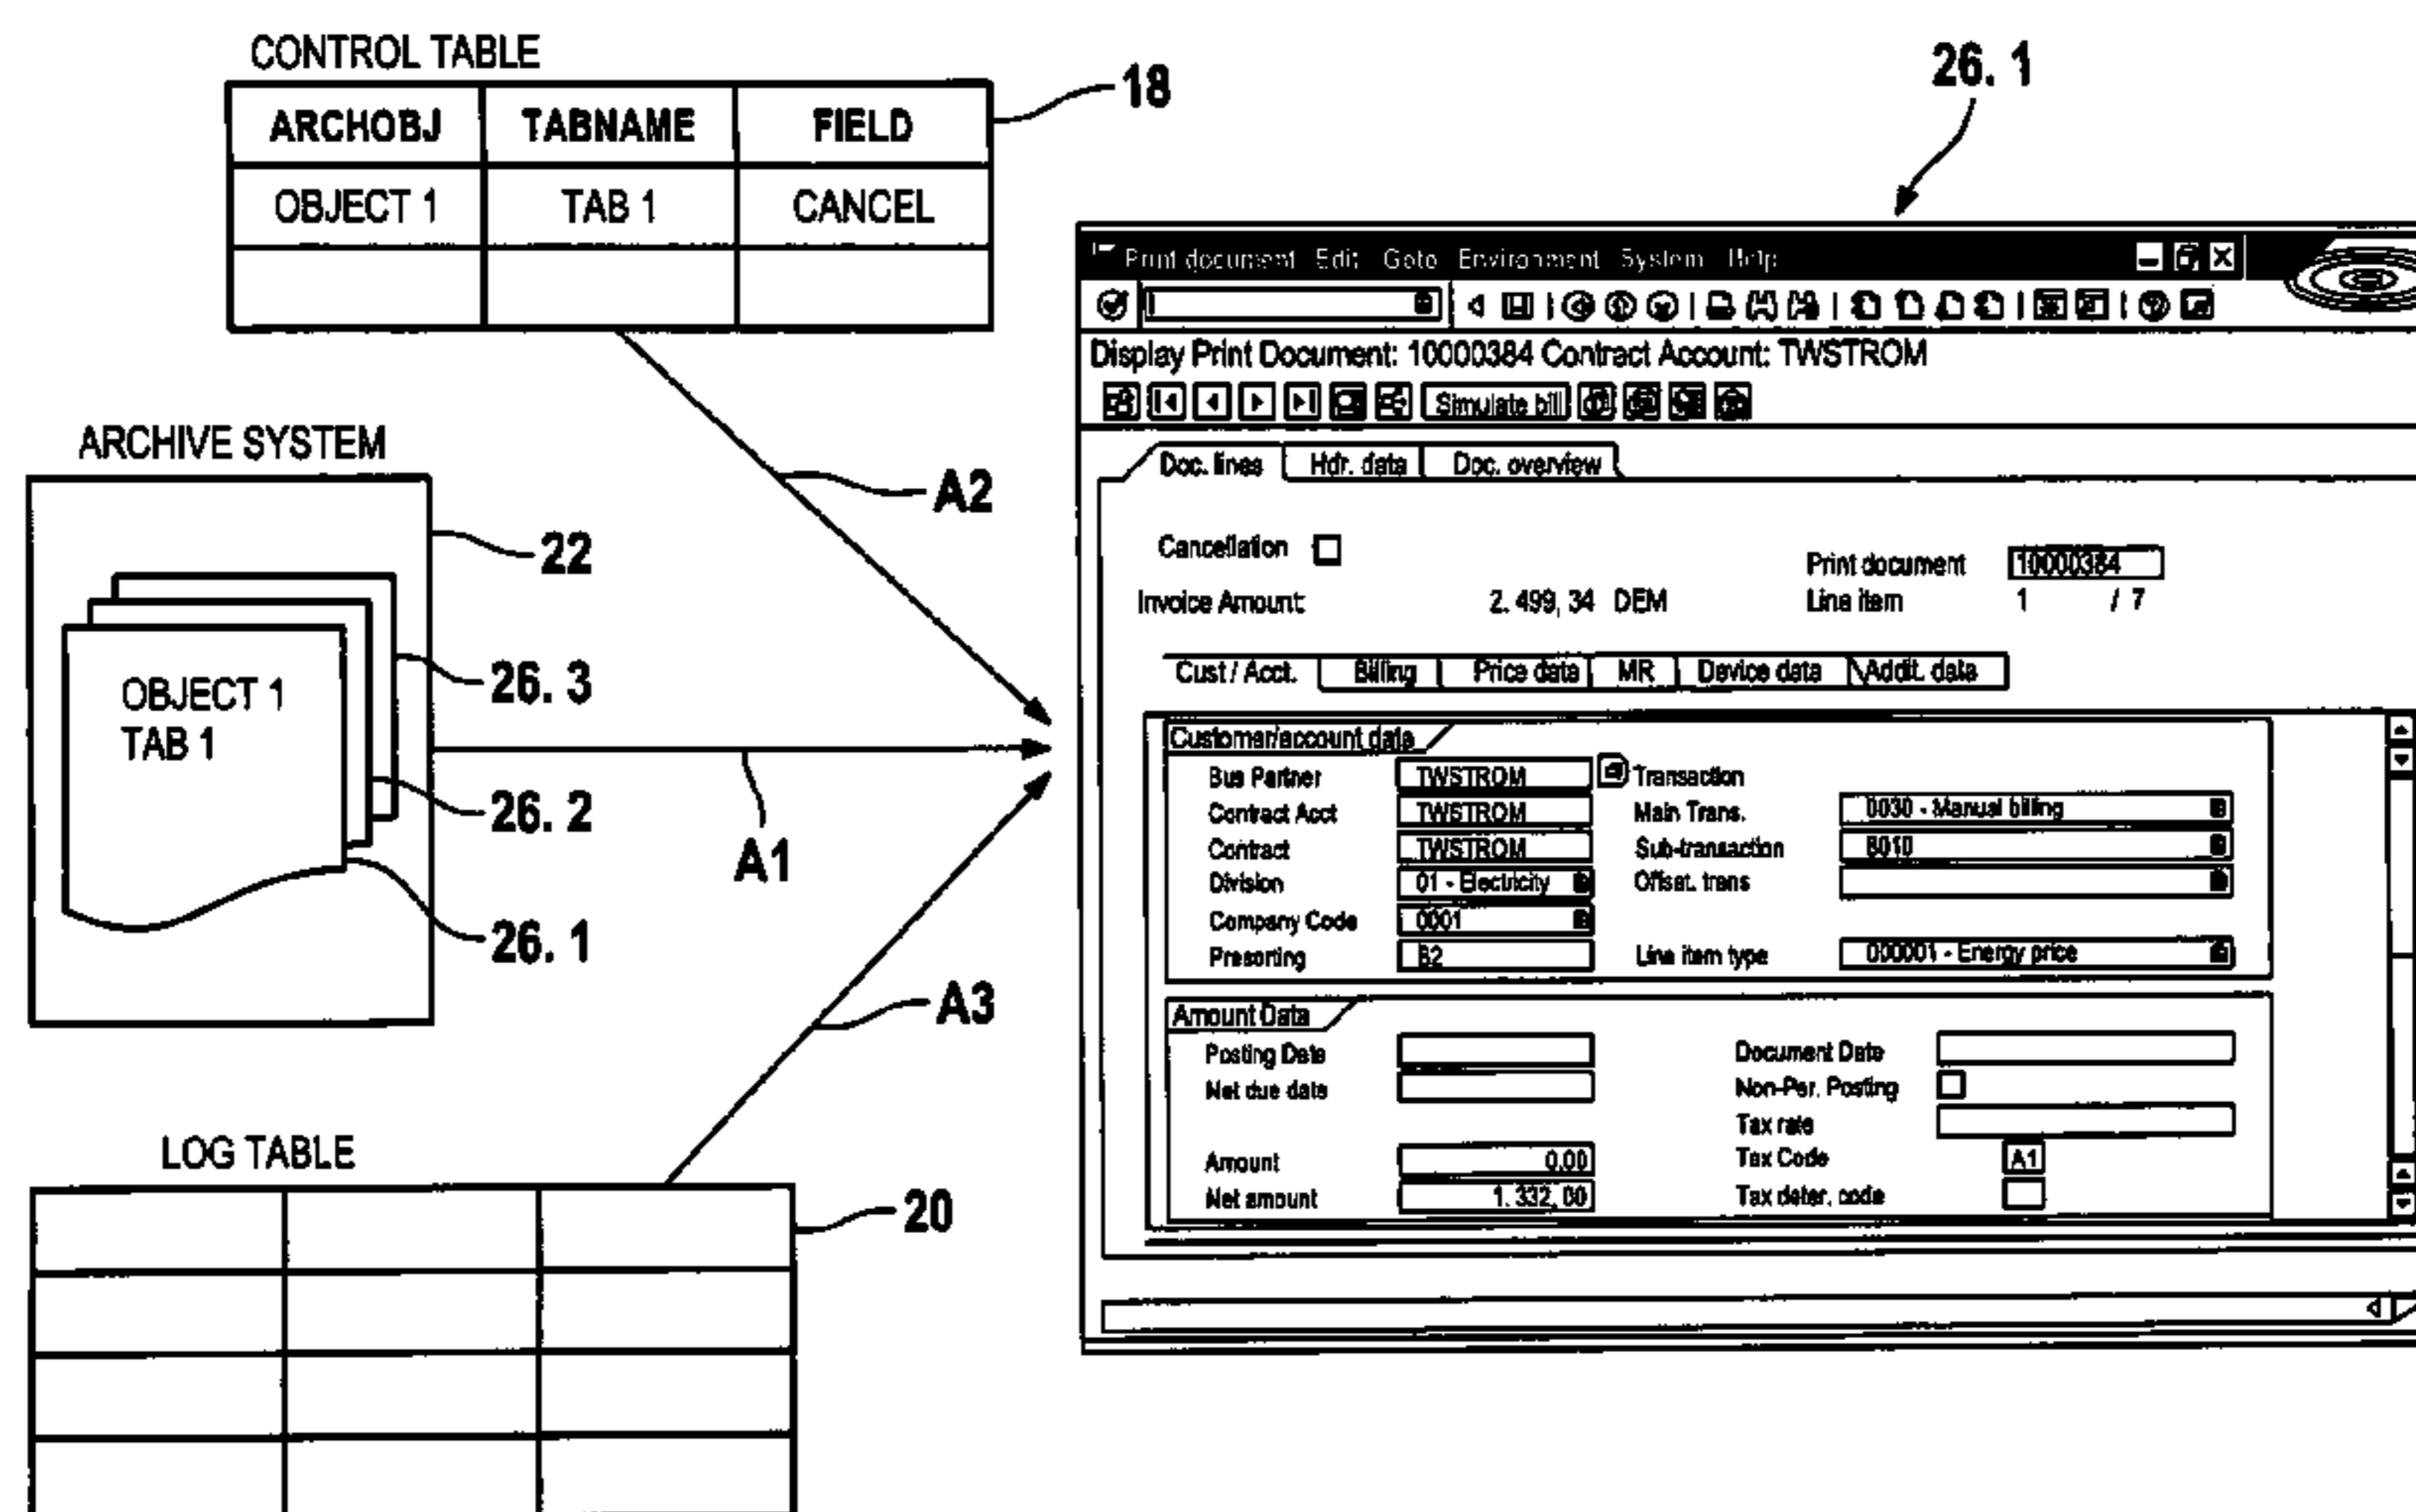 CONTROL TABLE
ARCHOBJ TABNAME FIELD
OBJECT 1 TAB 1 CANCEL
18
A2
ARCHIVE SYSTEM
22
OBJECT 1
TAB 1
26. 3
26. 2
26. 1
A1
A3
LOG TABLE
20
26. 1
Print document Edit Goto Environment System Help
Display Print Document: 10000384 Contract Account: TWSTROM
Simulate bill
Doc. lines Hdr. data Doc. overview
Cancellation
Print document 10000384
Invoice Amount: 2. 499, 34 DEM Line item 1 / 7
Cust / Acct. Billing Price data MR Device data Addit. data
Customer/account data
Bus Partner TWSTROM Transaction
Contract Acct TWSTROM Main Trans. 0030 - Manual billing
Contract TWSTROM Sub-transaction 8010
Division 01 - Electricity Offset. trans
Company Code 0001
Presorting B2 Line item type 000001 - Energy price
Amount Data
Posting Date Document Date
Net due date Non-Per. Posting
Tax rate
Amount 0.00 Tax Code A1
Net amount 1. 332, 00 Tax deter. code